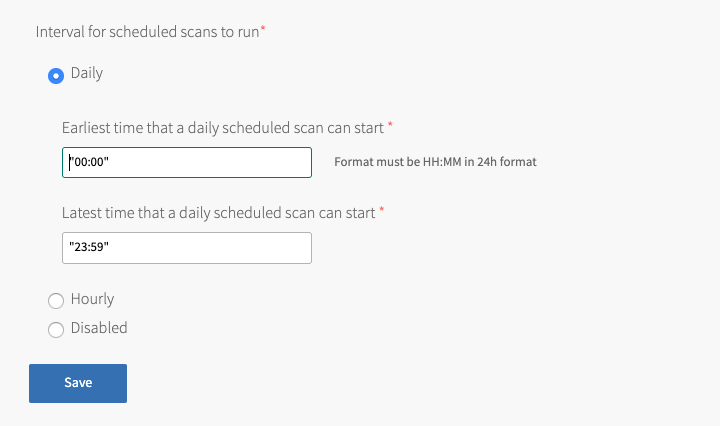 Interval for scheduled scans to run*
Daily
Earliest time that a daily scheduled scan can start *
"00:00"
Format must be HH:MM in 24h format
Latest time that a daily scheduled scan can start *
"23:59"
Hourly
Disabled
Save